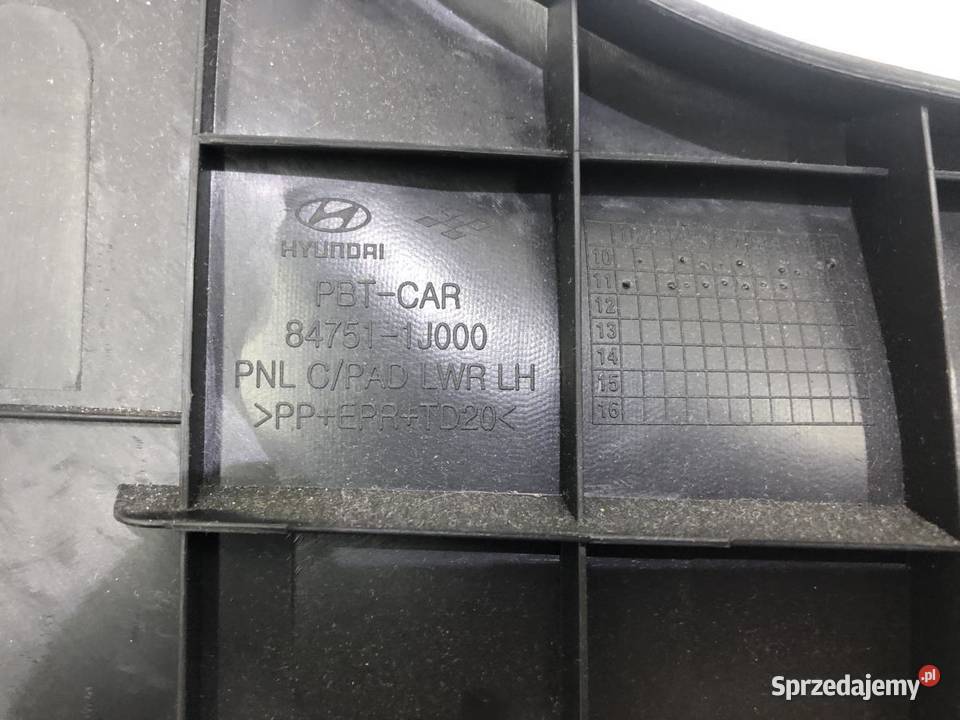 HYUNDAI
PBT-CAR
84751-1J000
PNL C/PAD LWR LH
>PP+EPR+TD20<
10
11
12
13
14
15
16
Sprzedajemy.pl